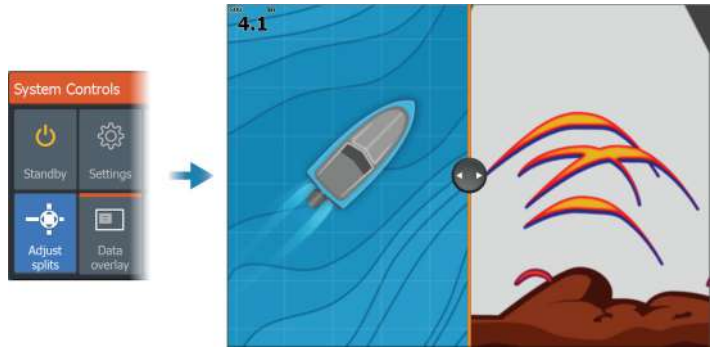 System Controls
Standby
Settings
Adjust
splits
Data
overlay
4.1